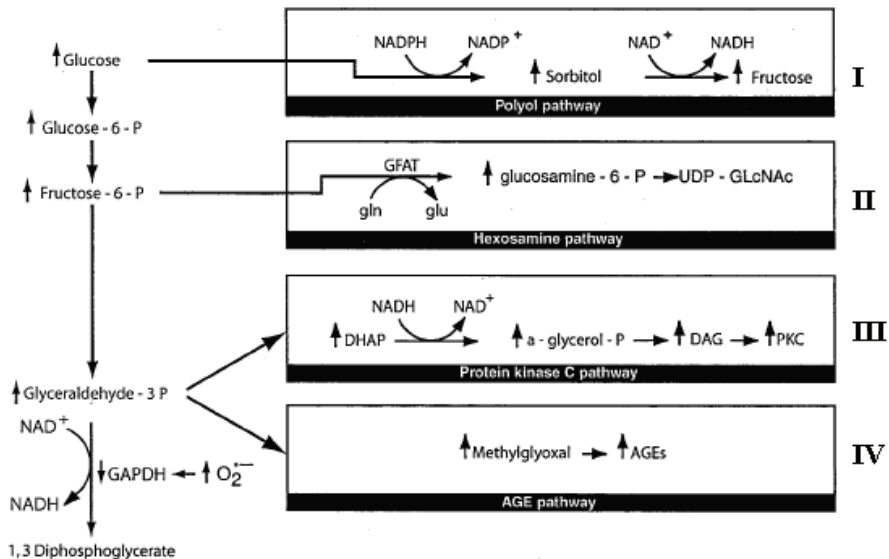 Glucose
Glucose - 6 - P
Fructose - 6 - P
Glyceraldehyde - 3 P
NAD+
GAPDH
O2•−
NADH
1,3 Diphosphoglycerate
NADPH NADP+ NAD+ NADH
Sorbitol Fructose
Polyol pathway
I
GFAT
glucosamine - 6 - P UDP - GLcNAc
gln glu
Hexosamine pathway
II
NADH NAD+
DHAP a - glycerol - P DAG PKC
Protein kinase C pathway
III
Methylglyoxal AGEs
AGE pathway
IV